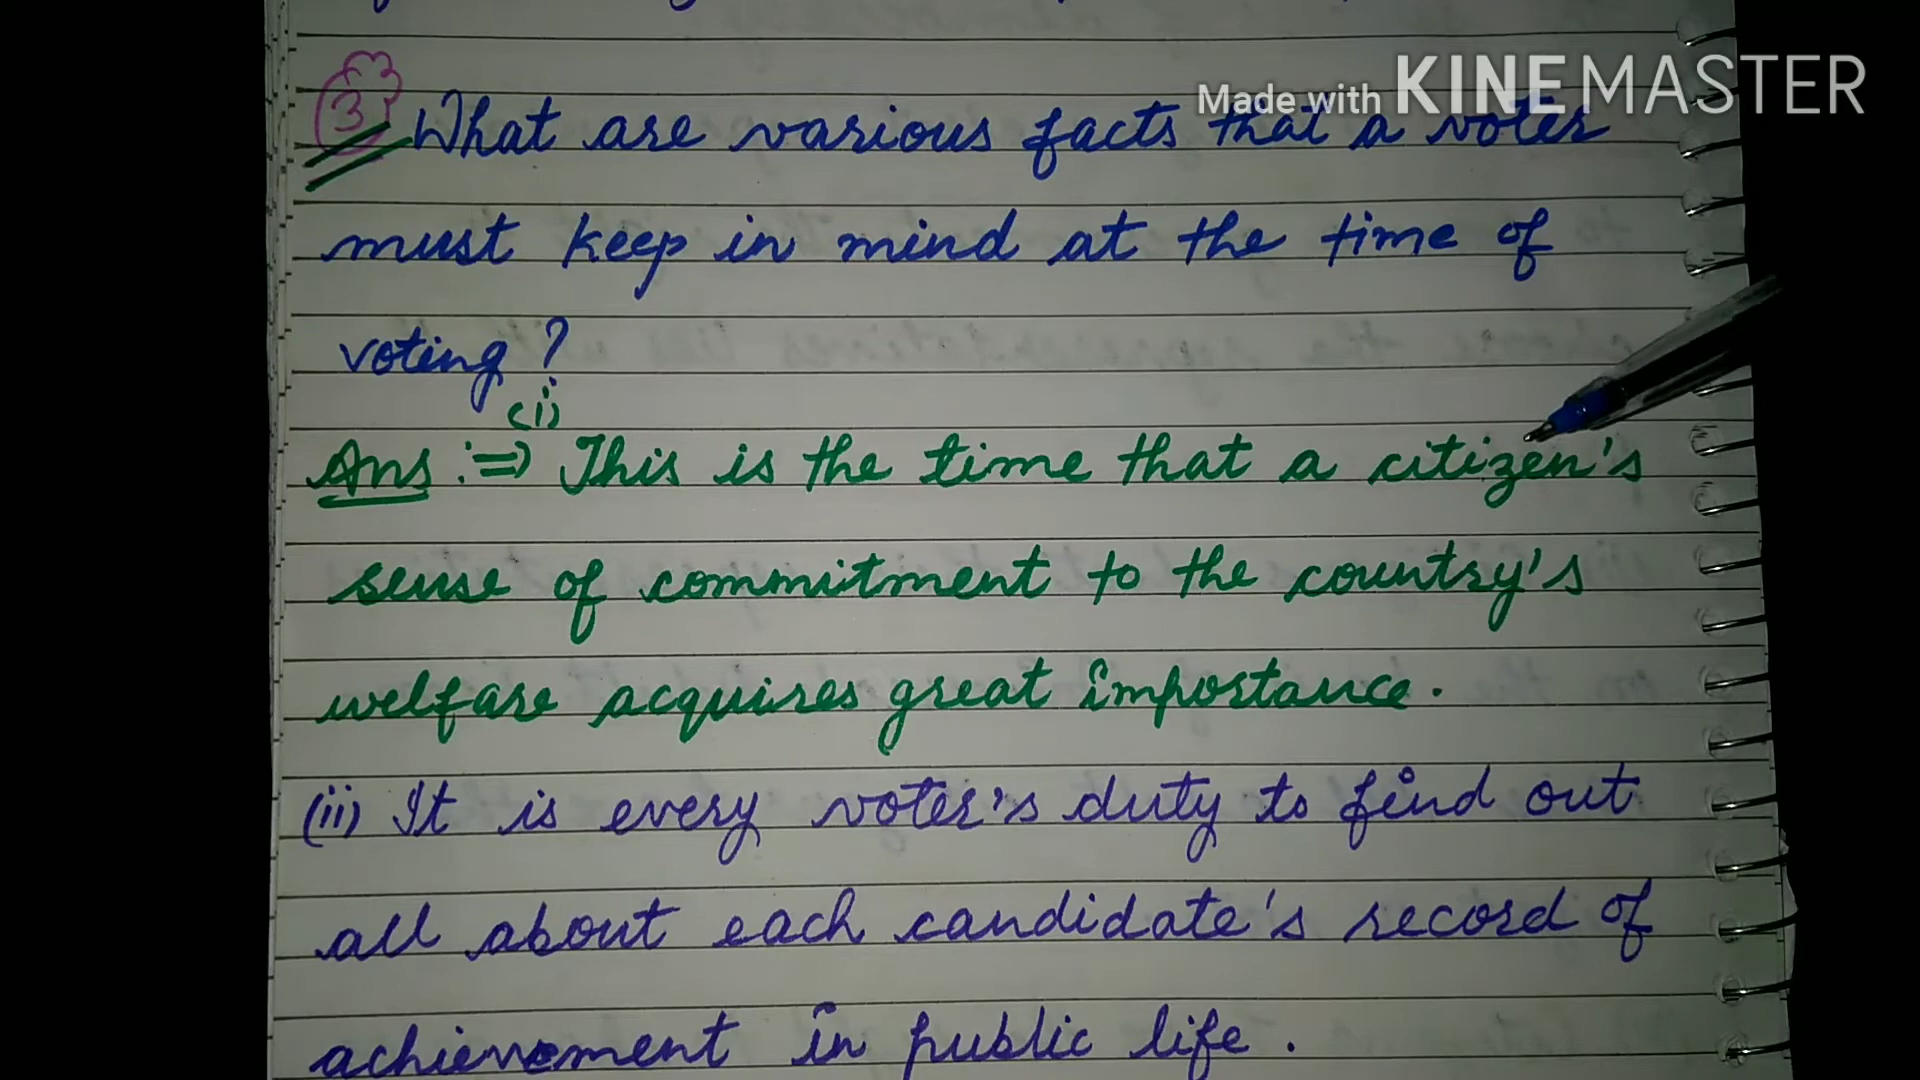 Made with KINEMASTER
3 What are various facts that a voter
must keep in mind at the time of
voting?
(i)
Ans :⇒ This is the time that a citizen's
sense of commitment to the country's
welfare acquires great importance.
(ii) It is every voter's duty to find out
all about each candidate's record of
achievement in public life.